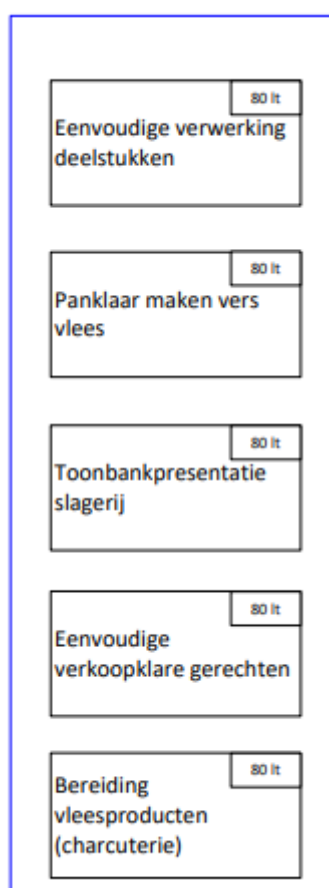 80 lt
Eenvoudige verwerking
deelstukken
80 lt
Panklaar maken vers
vlees
80 lt
Toonbankpresentatie
slagerij
80 lt
Eenvoudige
verkoopklare gerechten
80 lt
Bereiding
vleesproducten
(charcuterie)